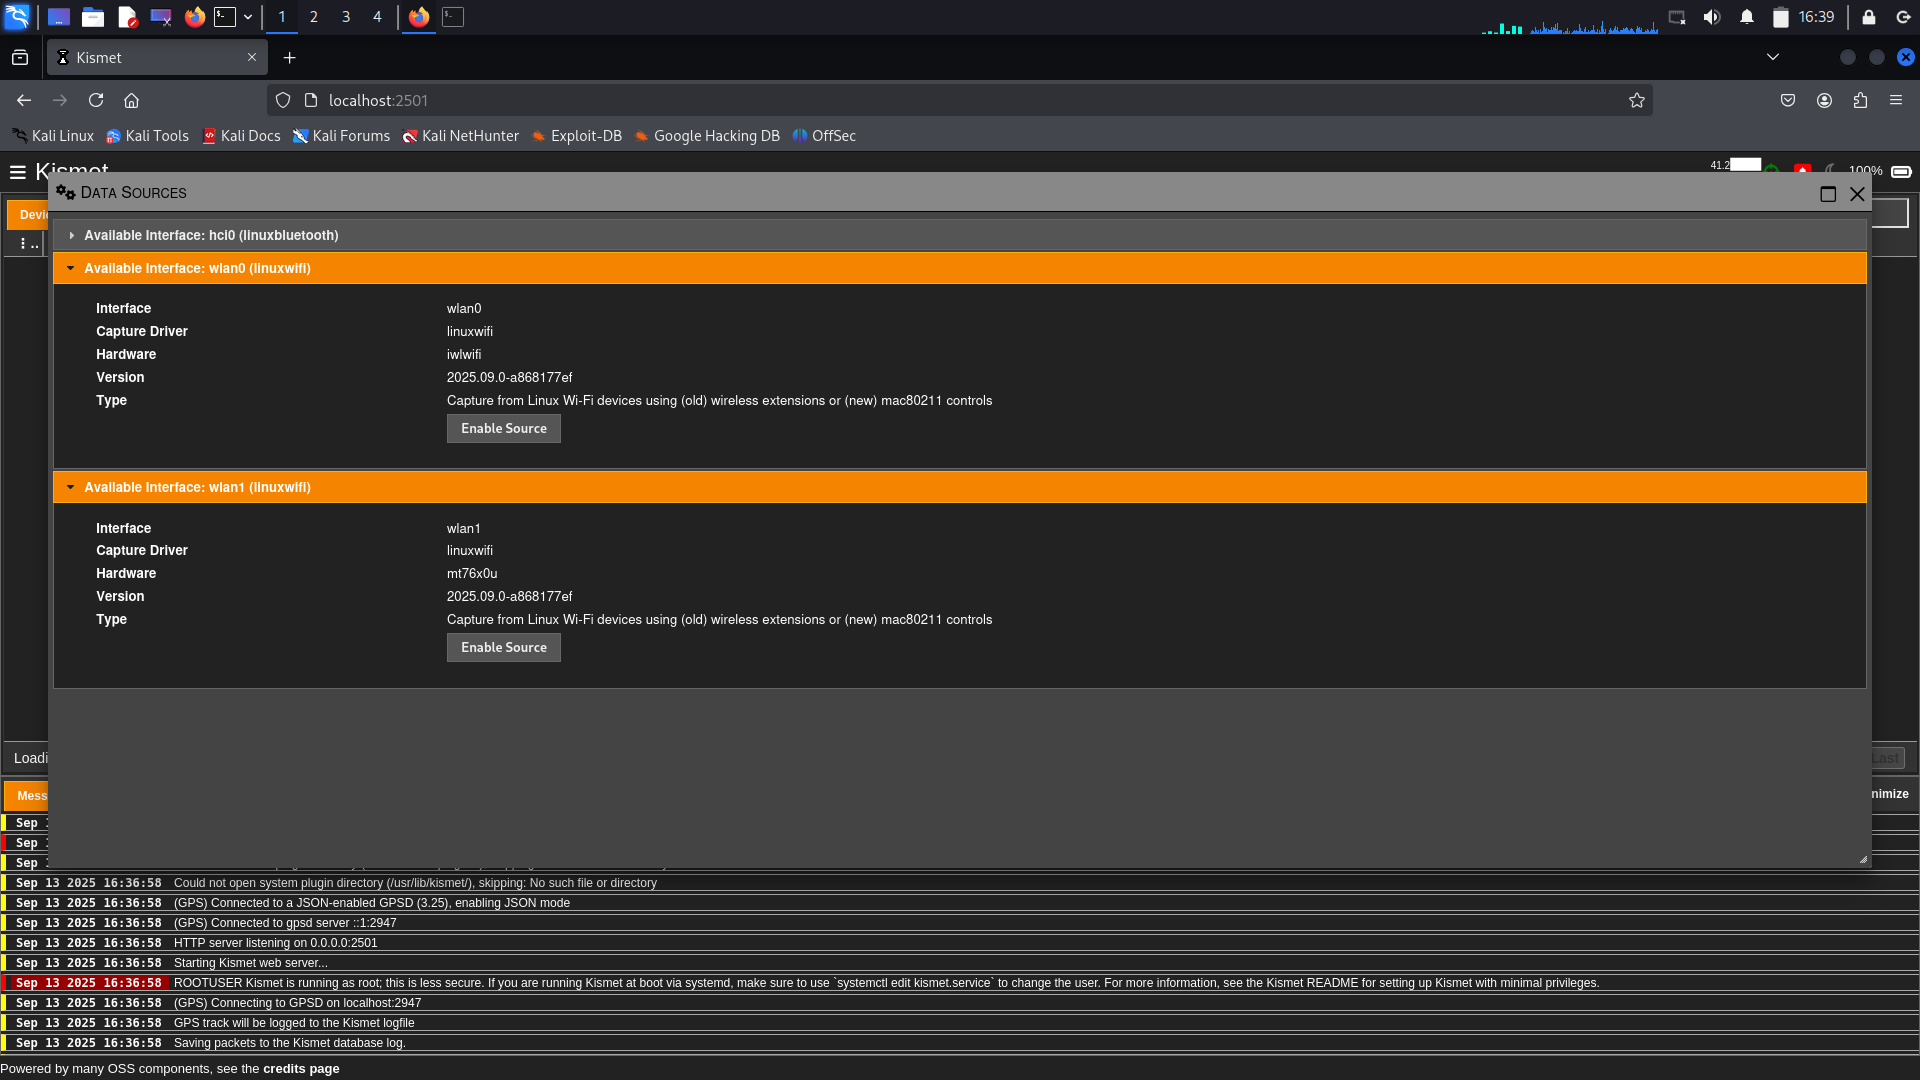 1 2 3 4 16:39
Kismet
localhost:2501
Kali Linux Kali Tools Kali Docs Kali Forums Kali NetHunter Exploit-DB Google Hacking DB OffSec
Kismet 41.2 100%
DATA SOURCES
Devi
Available Interface: hci0 (linuxbluetooth)
Available Interface: wlan0 (linuxwifi)
Interface wlan0
Capture Driver linuxwifi
Hardware iwlwifi
Version 2025.09.0-a868177ef
Type Capture from Linux Wi-Fi devices using (old) wireless extensions or (new) mac80211 controls
Enable Source
Available Interface: wlan1 (linuxwifi)
Interface wlan1
Capture Driver linuxwifi
Hardware mt76x0u
Version 2025.09.0-a868177ef
Type Capture from Linux Wi-Fi devices using (old) wireless extensions or (new) mac80211 controls
Enable Source
Loadi Last
Mess nimize
Sep
Sep
Sep
Sep 13 2025 16:36:58 Could not open system plugin directory (/usr/lib/kismet/), skipping: No such file or directory
Sep 13 2025 16:36:58 (GPS) Connected to a JSON-enabled GPSD (3.25), enabling JSON mode
Sep 13 2025 16:36:58 (GPS) Connected to gpsd server ::1:2947
Sep 13 2025 16:36:58 HTTP server listening on 0.0.0.0:2501
Sep 13 2025 16:36:58 Starting Kismet web server...
Sep 13 2025 16:36:58 ROOTUSER Kismet is running as root; this is less secure. If you are running Kismet at boot via systemd, make sure to use `systemctl edit kismet.service` to change the user. For more information, see the Kismet README for setting up Kismet with minimal privileges.
Sep 13 2025 16:36:58 (GPS) Connecting to GPSD on localhost:2947
Sep 13 2025 16:36:58 GPS track will be logged to the Kismet logfile
Sep 13 2025 16:36:58 Saving packets to the Kismet database log.
Powered by many OSS components, see the credits page